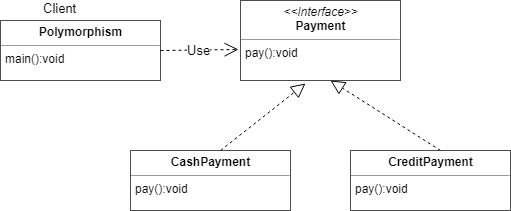 Client
Polymorphism
main():void
Use
<<Interface>>
Payment
pay():void
CashPayment
pay():void
CreditPayment
pay():void